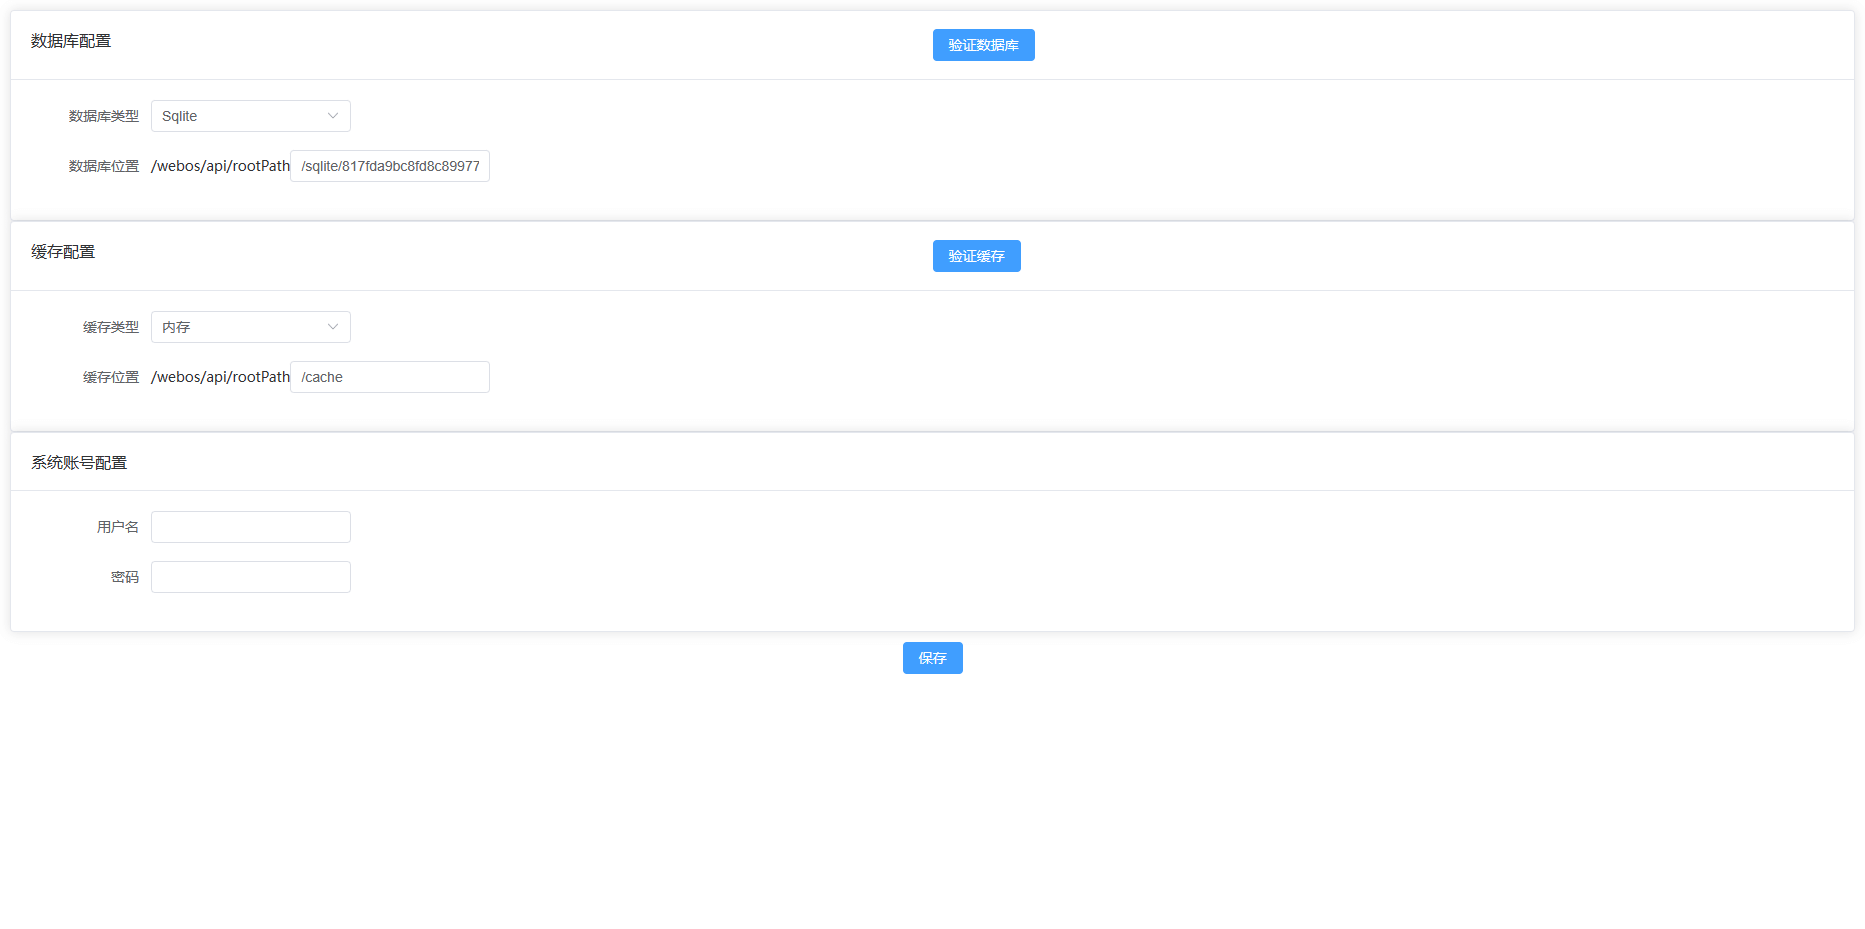 数据库配置
验证数据库
数据库类型 Sqlite
数据库位置 /webos/api/rootPath /sqlite/817fda9bc8fd8c89977
缓存配置
验证缓存
缓存类型 内存
缓存位置 /webos/api/rootPath /cache
系统账号配置
用户名
密码
保存